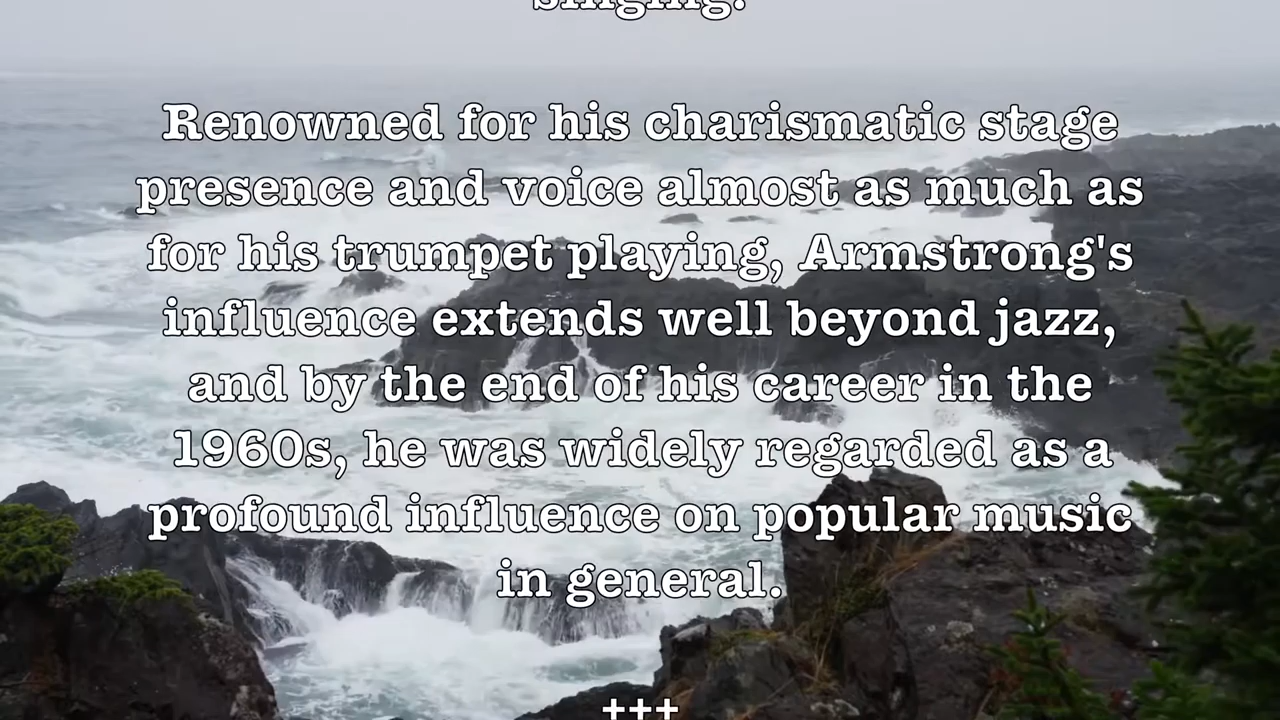 singing.
Renowned for his charismatic stage
presence and voice almost as much as
for his trumpet playing, Armstrong's
influence extends well beyond jazz,
and by the end of his career in the
1960s, he was widely regarded as a
profound influence on popular music
in general.
+++